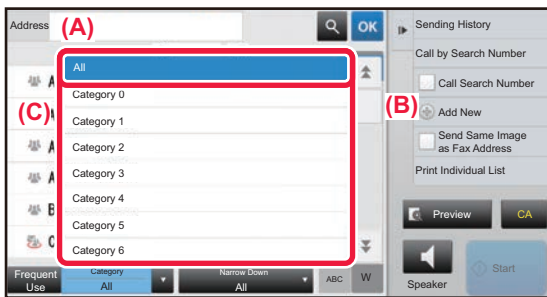 Address
(A)
OK
Sending History
Call by Search Number
Call Search Number
(B)
Add New
Send Same Image
as Fax Address
Print Individual List
Preview
CA
Speaker
Start
All
(C)
A
A
A
B
C
Category 0
Category 1
Category 2
Category 3
Category 4
Category 5
Category 6
Frequent
Use
Category
All
Narrow Down
All
ABC
W